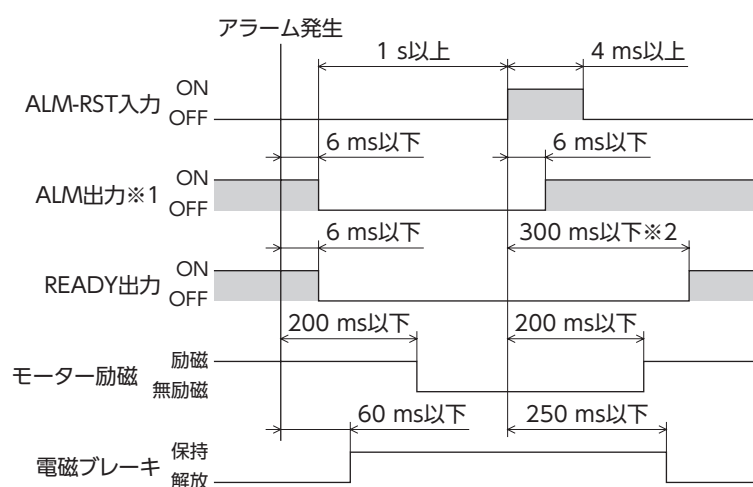 アラーム発生
1 s以上
4 ms以上
ALM-RST入力
ON
OFF
6 ms以下
6 ms以下
ALM出力※1
ON
OFF
6 ms以下
300 ms以下※2
READY出力
ON
OFF
200 ms以下
200 ms以下
モーター励磁
励磁
無励磁
60 ms以下
250 ms以下
電磁ブレーキ
保持
解放